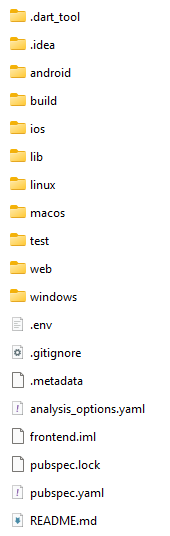 .dart_tool
.idea
android
build
ios
lib
linux
macos
test
web
windows
.env
.gitignore
.metadata
analysis_options.yaml
frontend.iml
pubspec.lock
pubspec.yaml
README.md